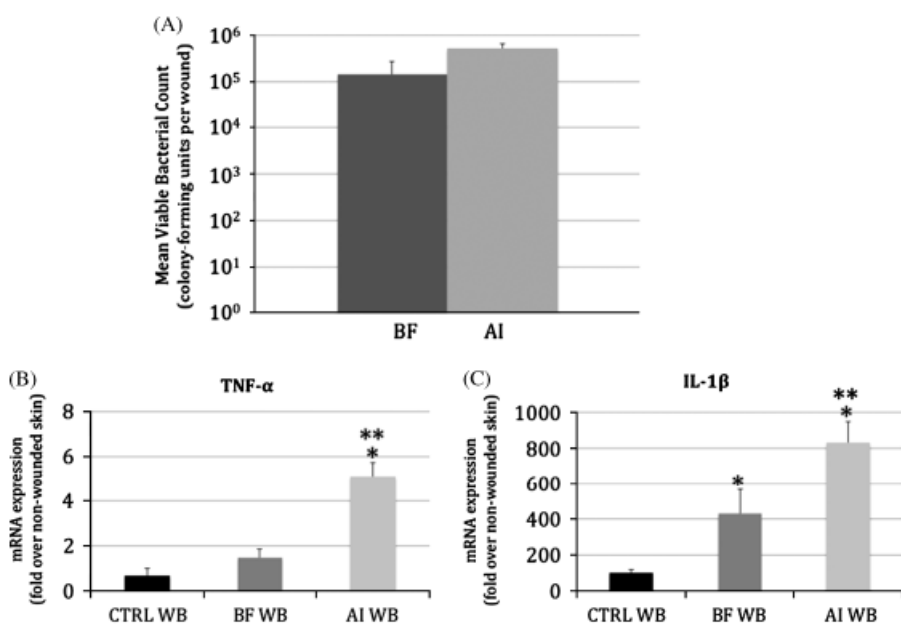 (A)
Mean Viable Bacterial Count
(colony-forming units per wound)
10⁶
10⁵
10⁴
10³
10²
10¹
10⁰
BF AI
(B)
TNF-α
mRNA expression
(fold over non-wounded skin)
8
6
4
2
0
**
*
CTRL WB BF WB AI WB
(C)
IL-1β
mRNA expression
(fold over non-wounded skin)
1000
800
600
400
200
0
*
**
*
CTRL WB BF WB AI WB